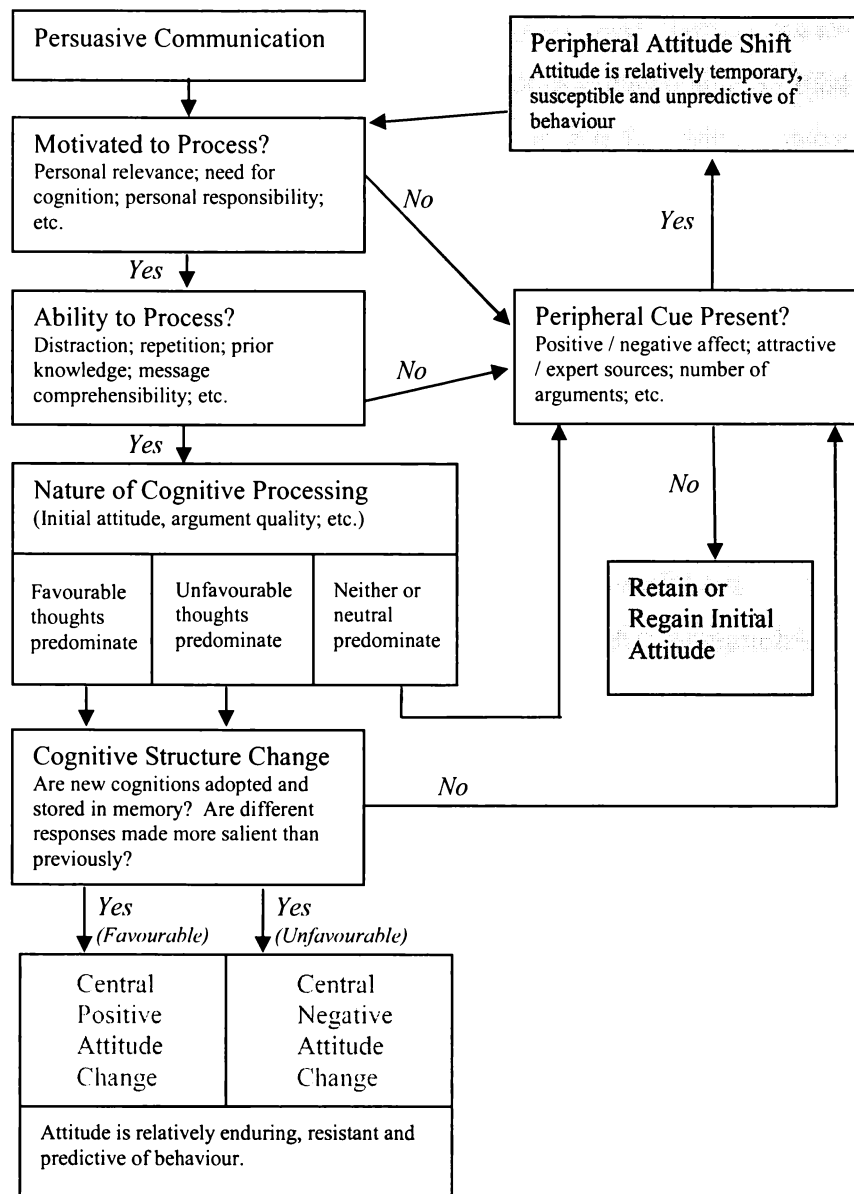 Persuasive Communication
Peripheral Attitude Shift
Attitude is relatively temporary,
susceptible and unpredictive of
behaviour
Motivated to Process?
Personal relevance; need for
cognition; personal responsibility;
etc.
No
Yes
Yes
Ability to Process?
Distraction; repetition; prior
knowledge; message
comprehensibility; etc.
No
Peripheral Cue Present?
Positive / negative affect; attractive
/ expert sources; number of
arguments; etc.
Yes
No
Nature of Cognitive Processing
(Initial attitude, argument quality; etc.)
Favourable
thoughts
predominate
Unfavourable
thoughts
predominate
Neither or
neutral
predominate
Retain or
Regain Initial
Attitude
Cognitive Structure Change
Are new cognitions adopted and
stored in memory? Are different
responses made more salient than
previously?
No
Yes
(Favourable)
Yes
(Unfavourable)
Central
Positive
Attitude
Change
Central
Negative
Attitude
Change
Attitude is relatively enduring, resistant and
predictive of behaviour.